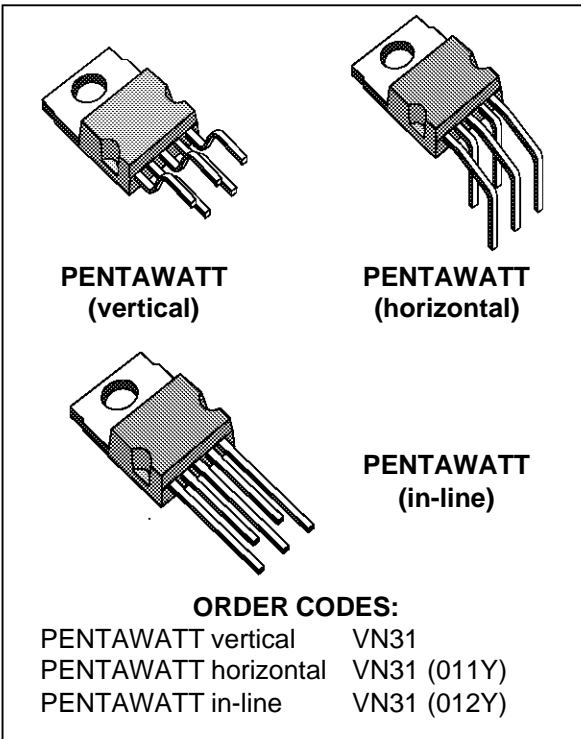 PENTAWATT
(vertical)
PENTAWATT
(horizontal)
PENTAWATT
(in-line)
ORDER CODES:
PENTAWATT vertical VN31
PENTAWATT horizontal VN31 (011Y)
PENTAWATT in-line VN31 (012Y)